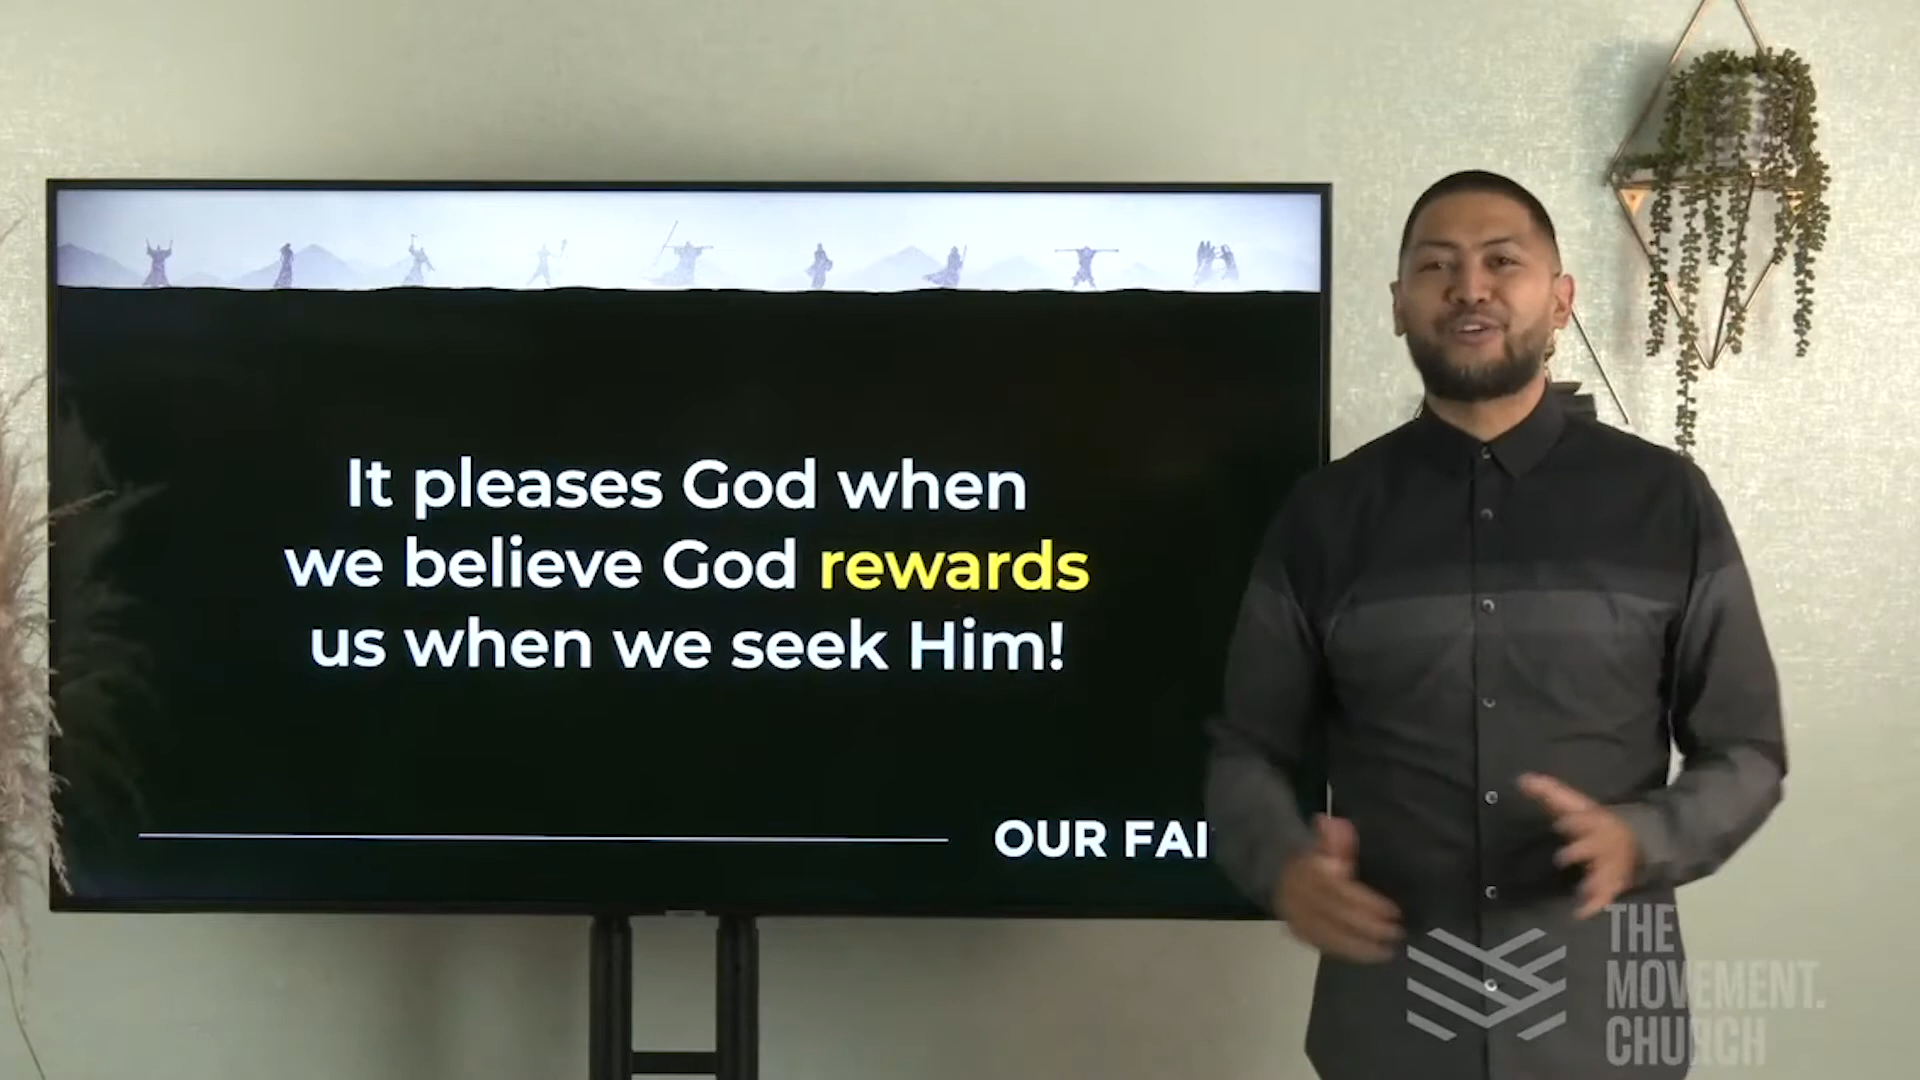 It pleases God when
we believe God rewards
us when we seek Him!
OUR FAI
THE
MOVEMENT.
CHURCH